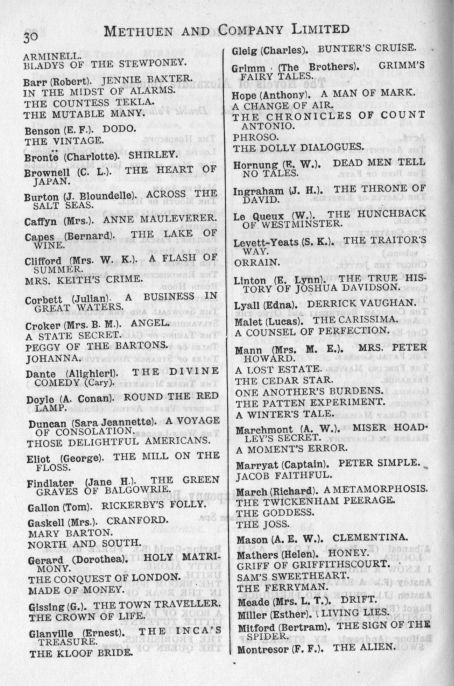 30
METHUEN AND COMPANY LIMITED
ARMINELL.
BLADYS OF THE STEWPONEY.
Barr (Robert). JENNIE BAXTER.
IN THE MIDST OF ALARMS.
THE COUNTESS TEKLA.
THE MUTABLE MANY.
Benson (E. F.). DODO.
THE VINTAGE.
Brontë (Charlotte). SHIRLEY.
Brownell (C. L.). THE HEART OF
JAPAN.
Burton (J. Bloundelle). ACROSS THE
SALT SEAS.
Caffyn (Mrs.). ANNE MAULEVERER.
Capes (Bernard). THE LAKE OF
WINE.
Clifford (Mrs. W. K.). A FLASH OF
SUMMER.
MRS. KEITH'S CRIME.
Corbett (Julian). A BUSINESS IN
GREAT WATERS.
Croker (Mrs. B. M.). ANGEL.
A STATE SECRET.
PEGGY OF THE BARTONS.
JOHANNA.
Dante (Alighieri). THE DIVINE
COMEDY (Cary).
Doyle (A. Conan). ROUND THE RED
LAMP.
Duncan (Sara Jeannette). A VOYAGE
OF CONSOLATION.
THOSE DELIGHTFUL AMERICANS.
Eliot (George). THE MILL ON THE
FLOSS.
Findlater (Jane H.). THE GREEN
GRAVES OF BALGOWRIE.
Gallon (Tom). RICKERBY'S FOLLY.
Gaskell (Mrs.). CRANFORD.
MARY BARTON.
NORTH AND SOUTH.
Gerard (Dorothea). HOLY MATRI-
MONY.
THE CONQUEST OF LONDON.
MADE OF MONEY.
Gissing (G.). THE TOWN TRAVELLER.
THE CROWN OF LIFE.
Glanville (Ernest). THE INCA'S
TREASURE.
THE KLOOF BRIDE.
Gleig (Charles). BUNTER'S CRUISE.
Grimm (The Brothers). GRIMM'S
FAIRY TALES.
Hope (Anthony). A MAN OF MARK.
A CHANGE OF AIR.
THE CHRONICLES OF COUNT
ANTONIO.
PHROSO.
THE DOLLY DIALOGUES.
Hornung (E. W.). DEAD MEN TELL
NO TALES.
Ingraham (J. H.). THE THRONE OF
DAVID.
Le Queux (W.). THE HUNCHBACK
OF WESTMINSTER.
Levett-Yeats (S. K.). THE TRAITOR'S
WAY.
ORRAIN.
Linton (E. Lynn). THE TRUE HIS-
TORY OF JOSHUA DAVIDSON.
Lyall (Edna). DERRICK VAUGHAN.
Malet (Lucas). THE CARISSIMA.
A COUNSEL OF PERFECTION.
Mann (Mrs. M. E.). MRS. PETER
HOWARD.
A LOST ESTATE.
THE CEDAR STAR.
ONE ANOTHER'S BURDENS.
THE PATTEN EXPERIMENT.
A WINTER'S TALE.
Marchmont (A. W.). MISER HOAD-
LEY'S SECRET.
A MOMENT'S ERROR.
Marryat (Captain). PETER SIMPLE.
JACOB FAITHFUL.
March (Richard). A METAMORPHOSIS.
THE TWICKENHAM PEERAGE.
THE GODDESS.
THE JOSS.
Mason (A. E. W.). CLEMENTINA.
Mathers (Helen). HONEY.
GRIFF OF GRIFFITHSCOURT.
SAM'S SWEETHEART.
THE FERRYMAN.
Meade (Mrs. L. T.). DRIFT.
Miller (Esther). LIVING LIES.
Mitford (Bertram). THE SIGN OF THE
SPIDER.
Montresor (F. F.). THE ALIEN.